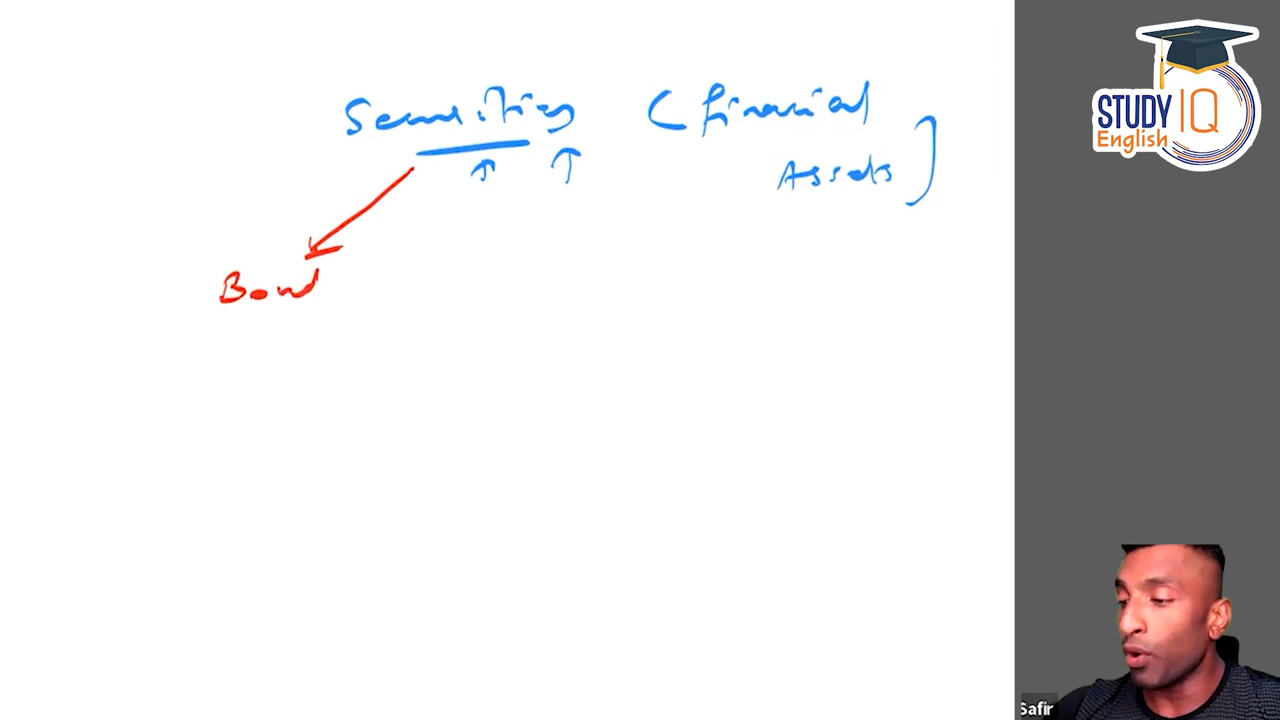 Securities (Financial
Assets)
Bond
STUDY IQ
English
Safir